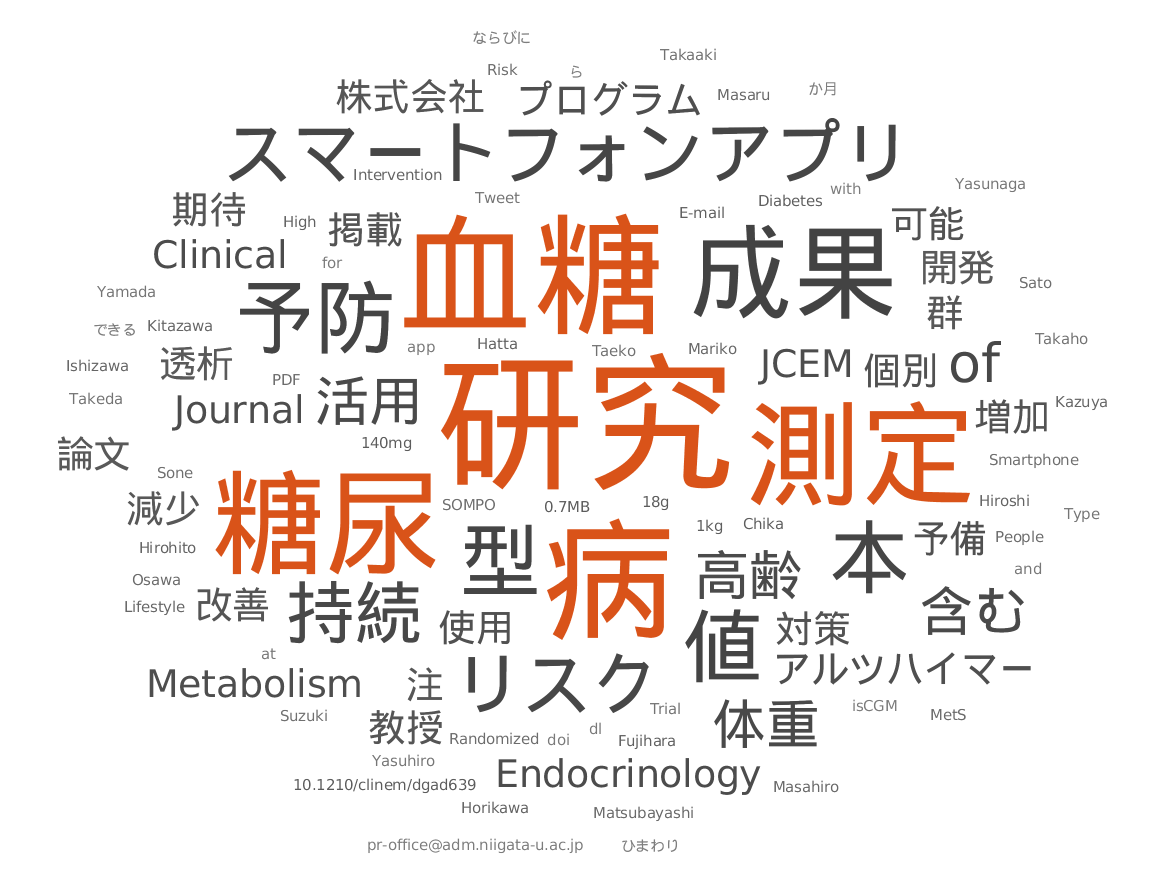 ならびに
Takaaki
Risk
ら
株式会社
プログラム
Masaru
か月
スマートフォンアプリ
Intervention
Tweet
with
Yasunaga
期待
High
掲載
E-mail
Diabetes
可能
Clinical
for
血糖
成果
開発
Yamada
予防
Sato
できる
Kitazawa
群
app
Hatta
Taeko
Mariko
Takaho
Ishizawa
透析
PDF
JCEM
個別
of
Takeda
Journal
活用
研究
測定
増加
Kazuya
140mg
論文
Sone
Smartphone
減少
糖尿
SOMPO
0.7MB
18g
1kg
Chika
Hiroshi
Type
Hirohito
型
病
高齢
本
予備
People
and
Osawa
Lifestyle
改善
持続
使用
値
対策
含む
at
Metabolism
注
リスク
アルツハイマー
Suzuki
教授
Trial
体重
isCGM
MetS
Randomized
doi
dl
Fujihara
Yasuhiro
10.1210/clinem/dgad639
Endocrinology
Masahiro
Horikawa
Matsubayashi
pr-office@adm.niigata-u.ac.jp
ひまわり